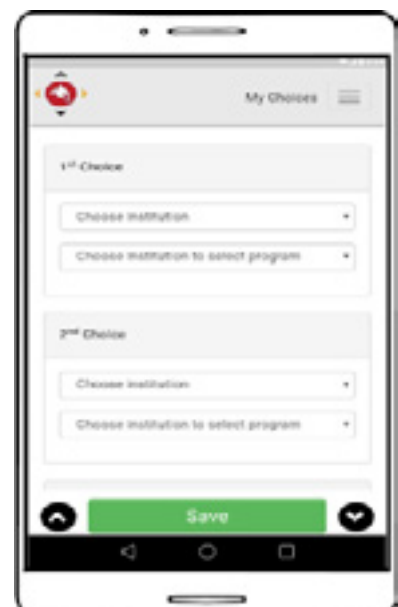 My Choices
1st Choice
Choose institution
Choose institution to select program
2nd Choice
Choose institution
Choose institution to select program
Save